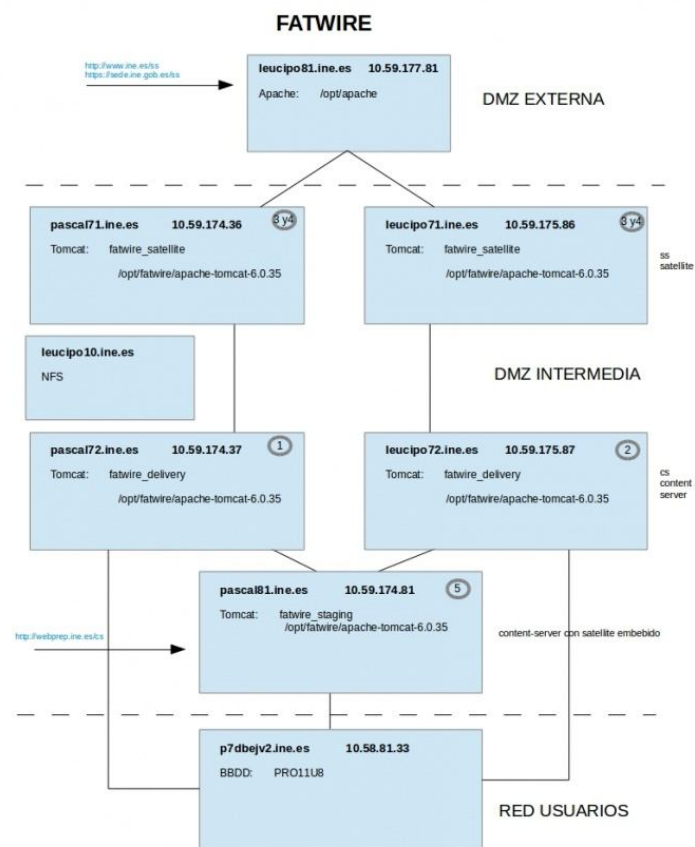 FATWIRE
http://www.ine.es/ss
https://sede.ine.gob.es/ss
leucipo81.ine.es 10.59.177.81
Apache: /opt/apache
DMZ EXTERNA
pascal71.ine.es 10.59.174.36 3 y4
Tomcat: fatwire_satellite
/opt/fatwire/apache-tomcat-6.0.35
leucipo71.ine.es 10.59.175.86 3 y4
Tomcat: fatwire_satellite
/opt/fatwire/apache-tomcat-6.0.35
ss
satellite
leucipo10.ine.es
NFS
DMZ INTERMEDIA
pascal72.ine.es 10.59.174.37 1
Tomcat: fatwire_delivery
/opt/fatwire/apache-tomcat-6.0.35
leucipo72.ine.es 10.59.175.87 2
Tomcat: fatwire_delivery
/opt/fatwire/apache-tomcat-6.0.35
cs
content
server
pascal81.ine.es 10.59.174.81 5
Tomcat: fatwire_staging
/opt/fatwire/apache-tomcat-6.0.35
http://webprep.ine.es/cs
content-server con satellite embebido
p7dbejv2.ine.es 10.58.81.33
BBDD: PRO11U8
RED USUARIOS